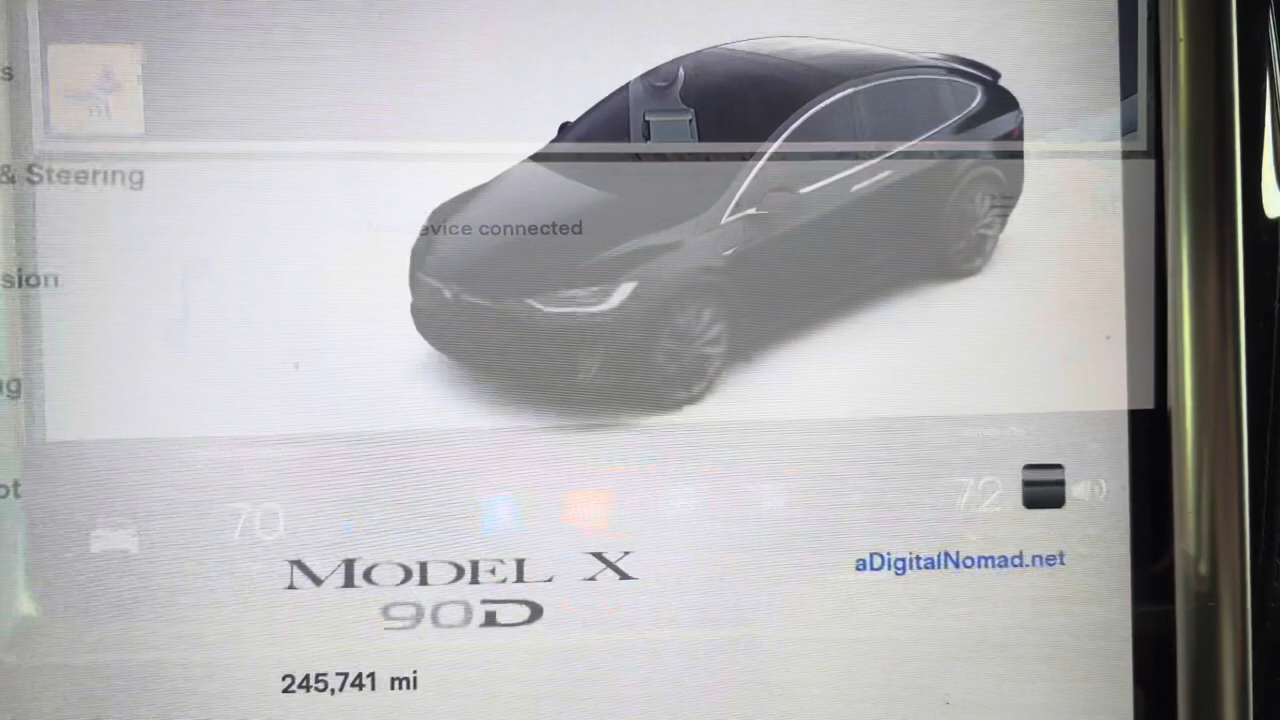 s
& Steering
evice connected
sion
ng
ot
70
72
MODEL X
90D
aDigitalNomad.net
245,741 mi